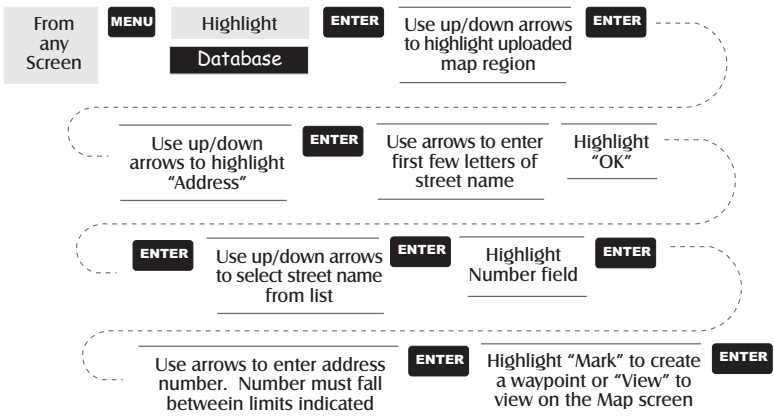 From any Screen
MENU
Highlight
Database
ENTER
Use up/down arrows
to highlight uploaded
map region
ENTER
Use up/down
arrows to highlight
“Address”
ENTER
Use arrows to enter
first few letters of
street name
Highlight
“OK”
ENTER
Use up/down arrows
to select street name
from list
ENTER
Highlight
Number field
ENTER
Use arrows to enter address
number. Number must fall
betweein limits indicated
ENTER
Highlight “Mark” to create
a waypoint or “View” to
view on the Map screen
ENTER